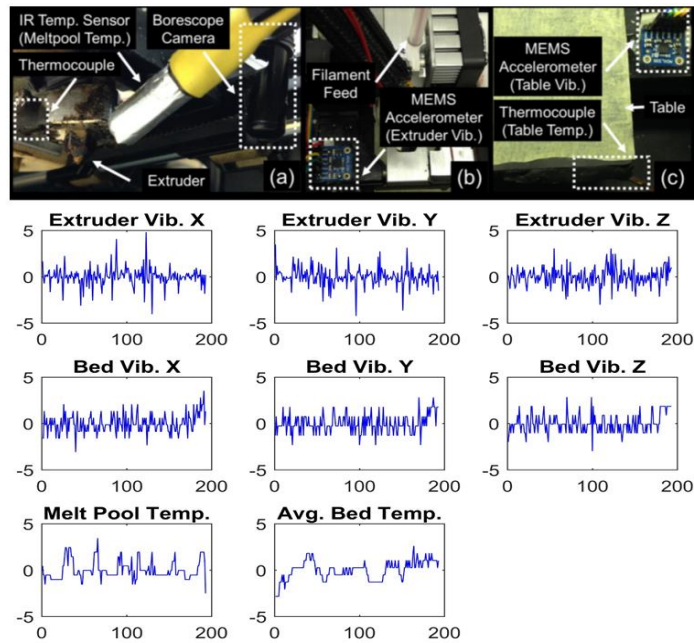 IR Temp. Sensor
(Meltpool Temp.)
Borescope
Camera
Thermocouple
Extruder
(a)
Filament
Feed
MEMS
Accelerometer
(Extruder Vib.)
(b)
MEMS
Accelerometer
(Table Vib.)
Thermocouple
(Table Temp.)
Table
(c)
Extruder Vib. X
5
0
-5
0 100 200
Extruder Vib. Y
5
0
-5
0 100 200
Extruder Vib. Z
5
0
-5
0 100 200
Bed Vib. X
5
0
-5
0 100 200
Bed Vib. Y
5
0
-5
0 100 200
Bed Vib. Z
5
0
-5
0 100 200
Melt Pool Temp.
5
0
-5
0 100 200
Avg. Bed Temp.
5
0
-5
0 100 200